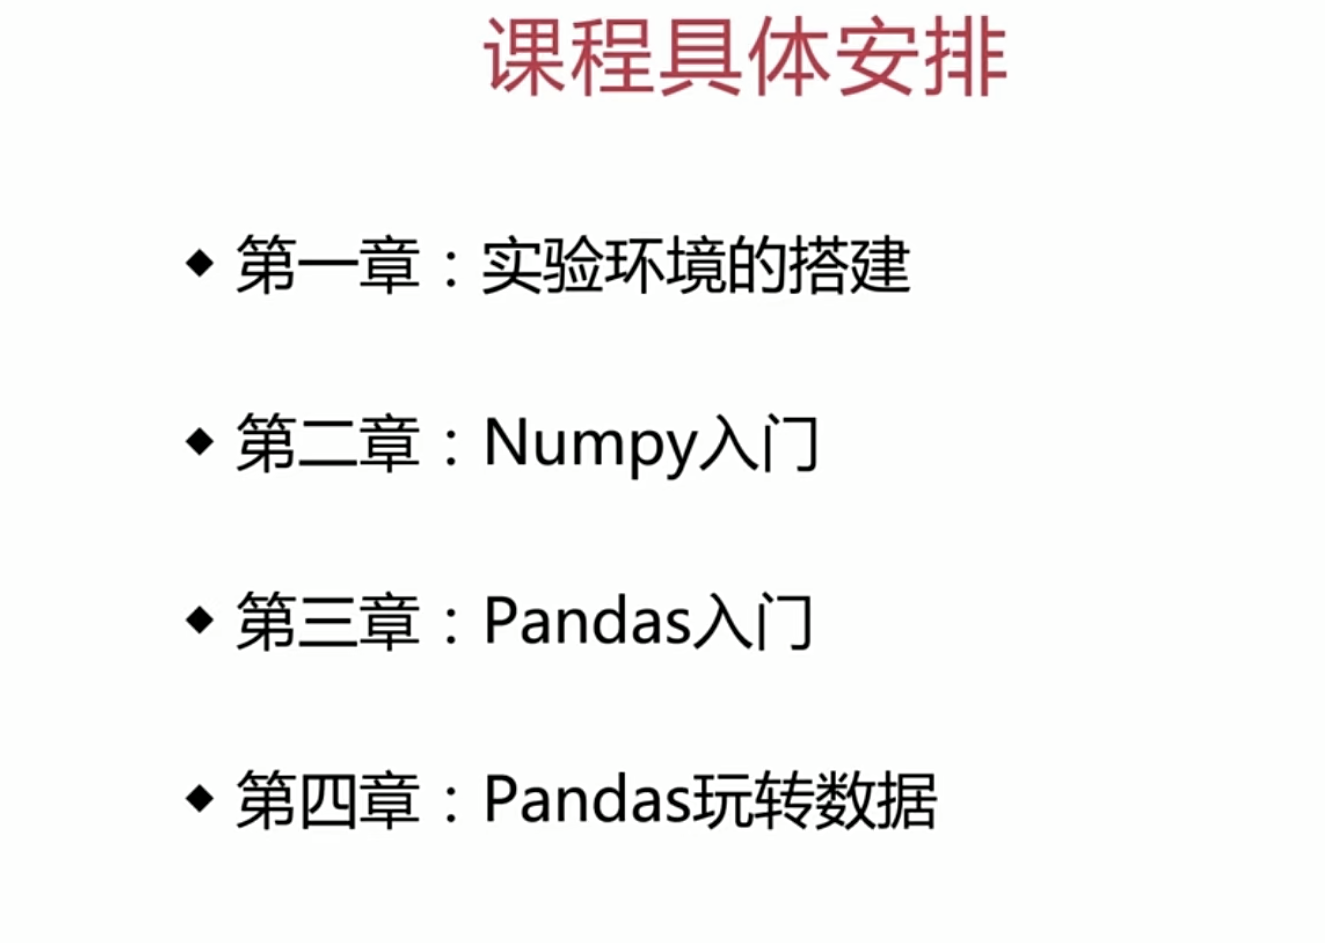 课程具体安排
◆ 第一章：实验环境的搭建
◆ 第二章：Numpy入门
◆ 第三章：Pandas入门
◆ 第四章：Pandas玩转数据